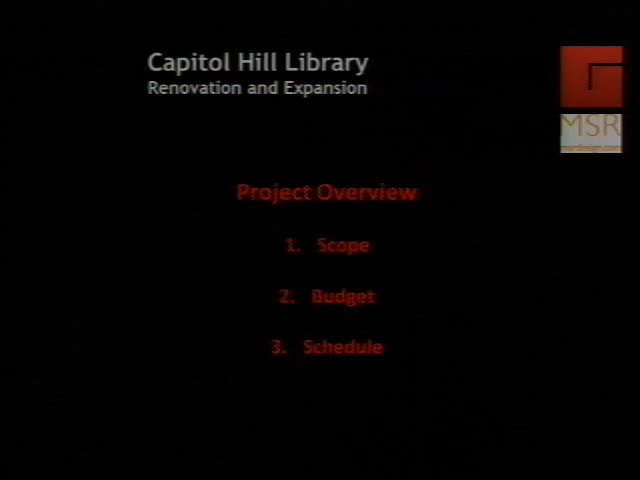 Capitol Hill Library
Renovation and Expansion
MSR
Project Overview
1. Scope
2. Budget
3. Schedule